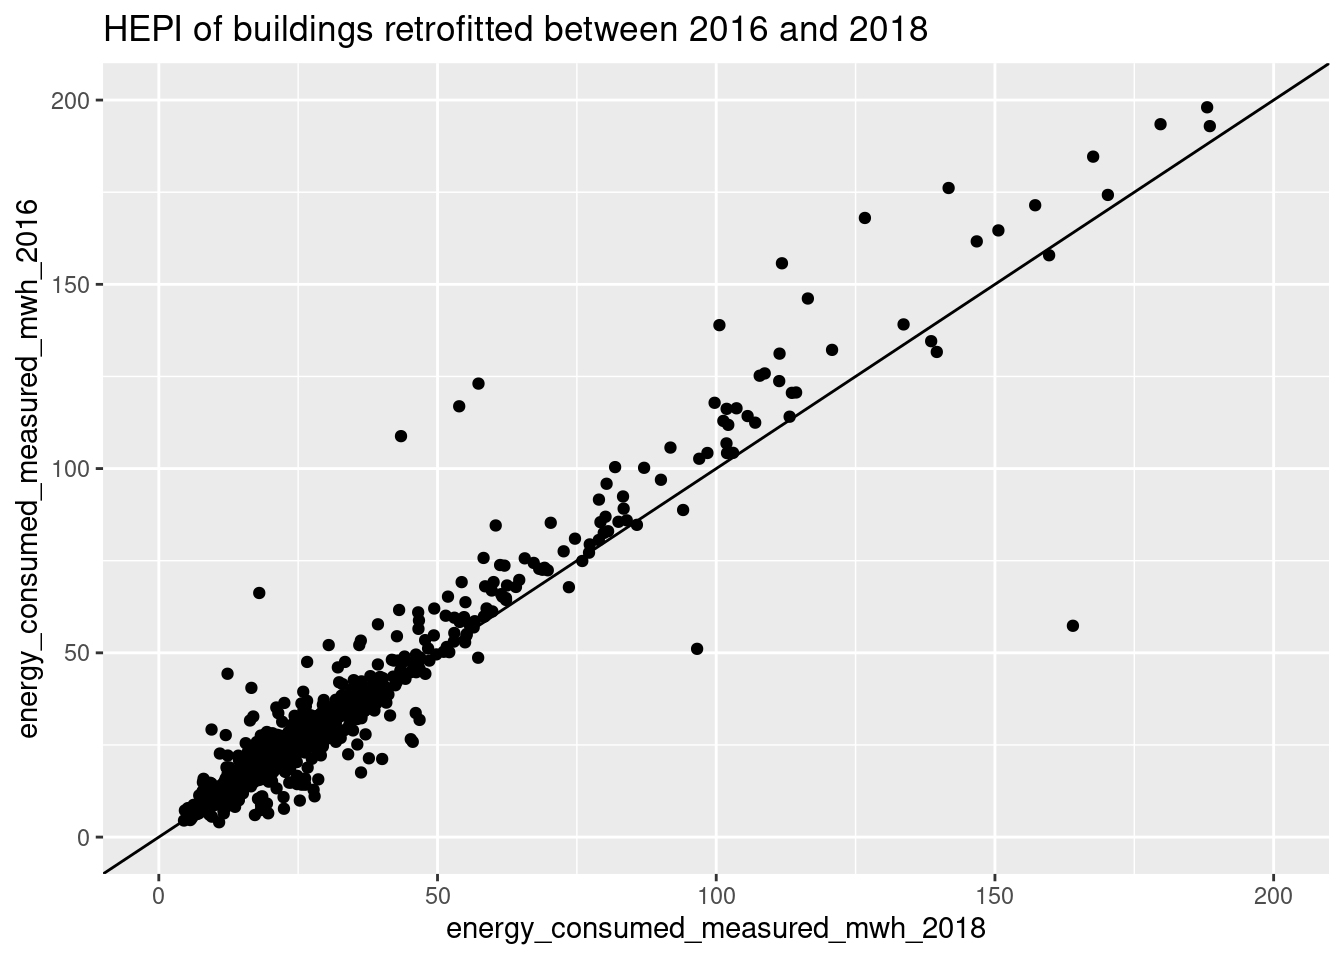 HEPI of buildings retrofitted between 2016 and 2018
energy_consumed_measured_mwh_2016
200
150
100
50
0
0 50 100 150 200
energy_consumed_measured_mwh_2018